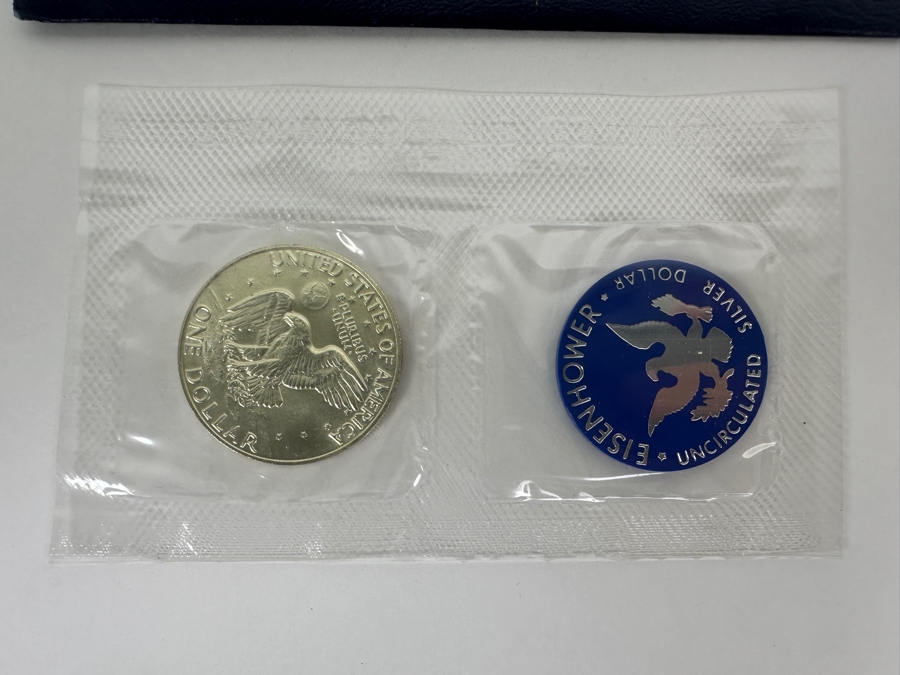 UNITED STATES OF AMERICA
E·PLURIBUS
UNUM
ONE DOLLAR
EISENHOWER
UNCIRCULATED
SILVER DOLLAR